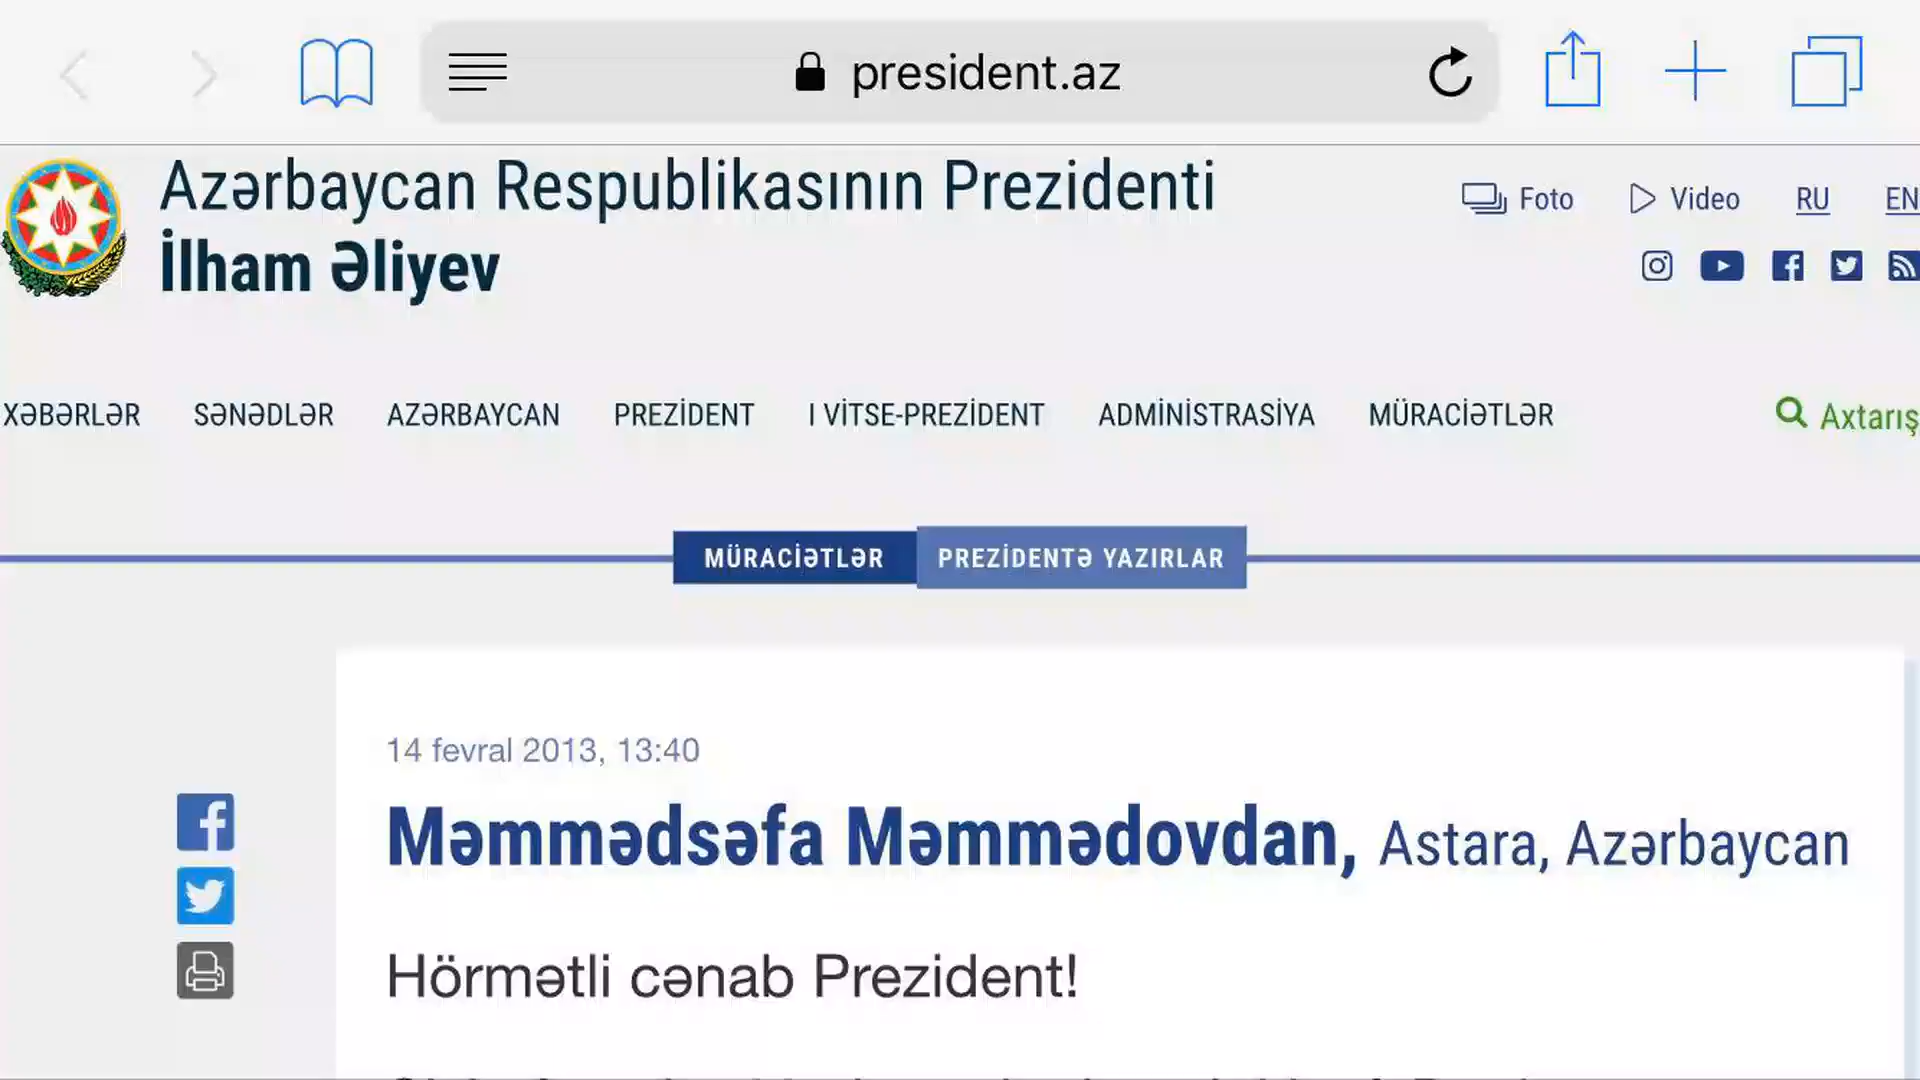 president.az
Azərbaycan Respublikasının Prezidenti
İlham Əliyev
Foto
Video
RU
EN
XƏBƏRLƏR
SƏNƏDLƏR
AZƏRBAYCAN
PREZİDENT
I VİTSE-PREZİDENT
ADMİNİSTRASİYA
MÜRACİƏTLƏR
Axtarış
MÜRACİƏTLƏR
PREZİDENTƏ YAZIRLAR
14 fevral 2013, 13:40
Məmmədsəfa Məmmədovdan, Astara, Azərbaycan
Hörmətli cənab Prezident!